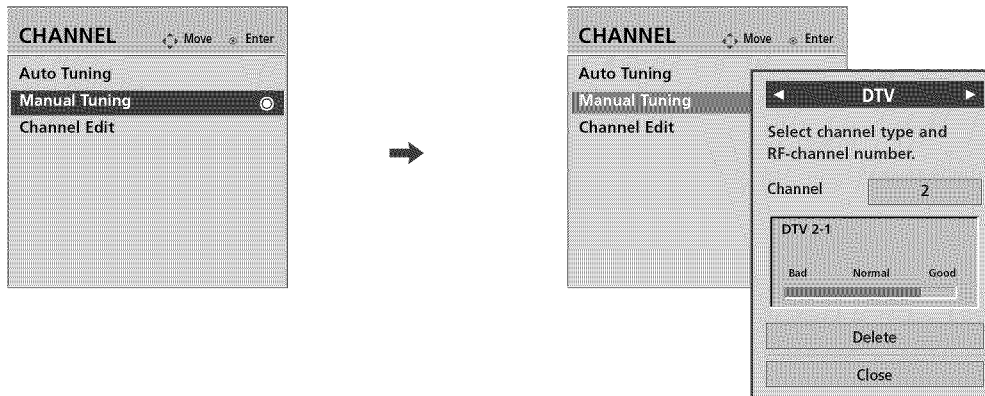 CHANNEL Move Enter
Auto Tuning
Manual Tuning
Channel Edit
CHANNEL Move Enter
Auto Tuning
Manual Tuning
Channel Edit
DTV
Select channel type and
RF-channel number.
Channel 2
DTV 2-1
Bad Normal Good
Delete
Close